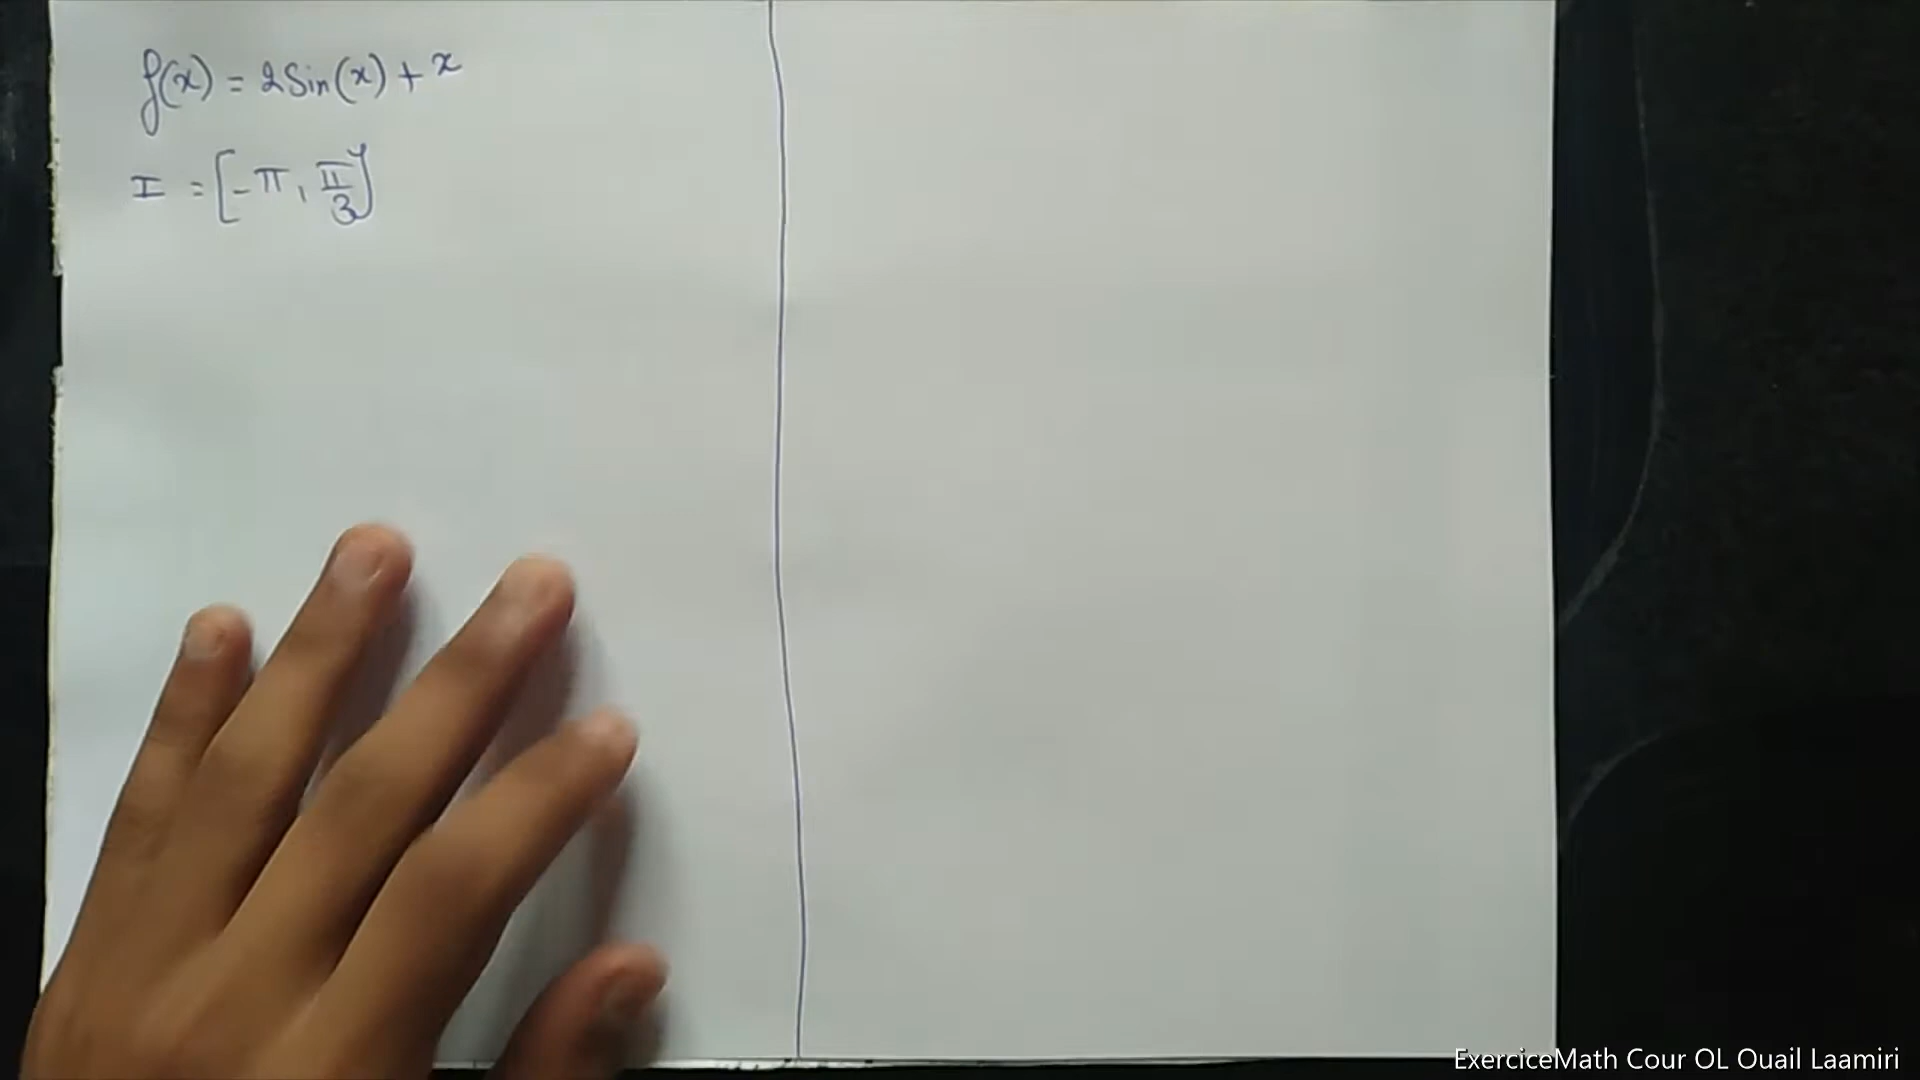 f(x) = 2Sin(x) + x
I = [-π, π/3]
ExerciceMath Cour OL Ouail Laamiri